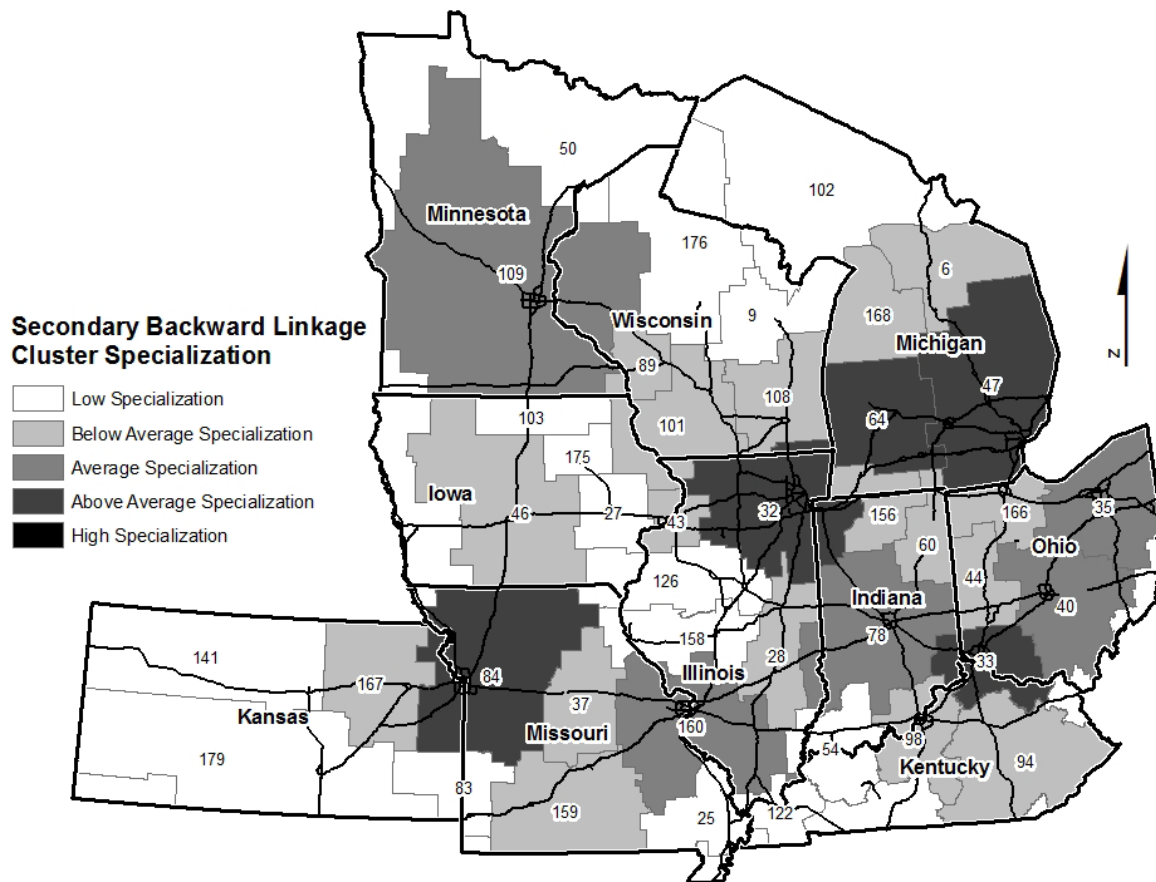 50
102
Minnesota
176
6
109
9
168
Wisconsin
Michigan
Secondary Backward Linkage
Cluster Specialization
Low Specialization
Below Average Specialization
Average Specialization
Above Average Specialization
High Specialization
z
89
47
108
103
64
101
175
Iowa
46
27
43
32
156
166
35
60
Ohio
126
44
Indiana
40
158
78
141
28
33
Illinois
167
84
37
Kansas
Missouri
160
179
54
98
Kentucky
94
83
159
25
122